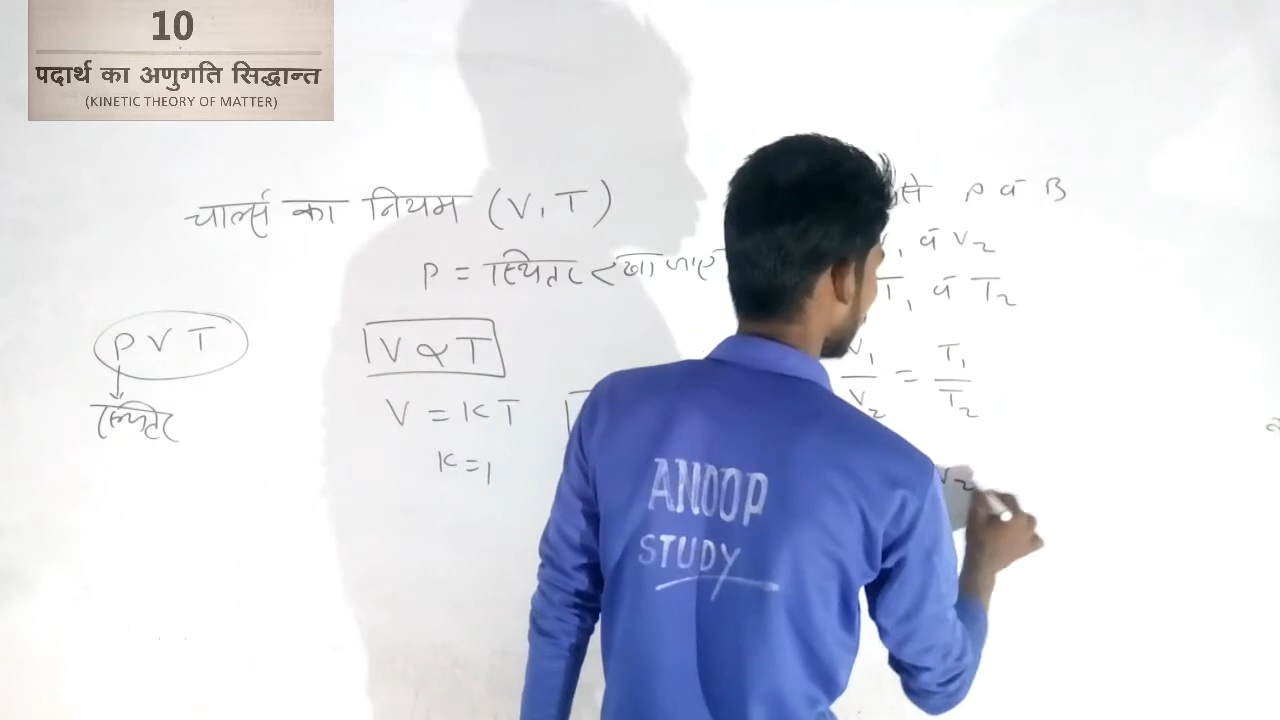 10
पदार्थ का अणुगति सिद्धान्त
(KINETIC THEORY OF MATTER)
चार्ल्स का नियम (V, T)
P = स्थिर रखा जाए
P V T
स्थिर
V ∝ T
V = KT
K = 1
P व B
V₁ व V₂
T₁ व T₂
V₁/V₂ = T₁/T₂
V₂
ANOOP
STUDY